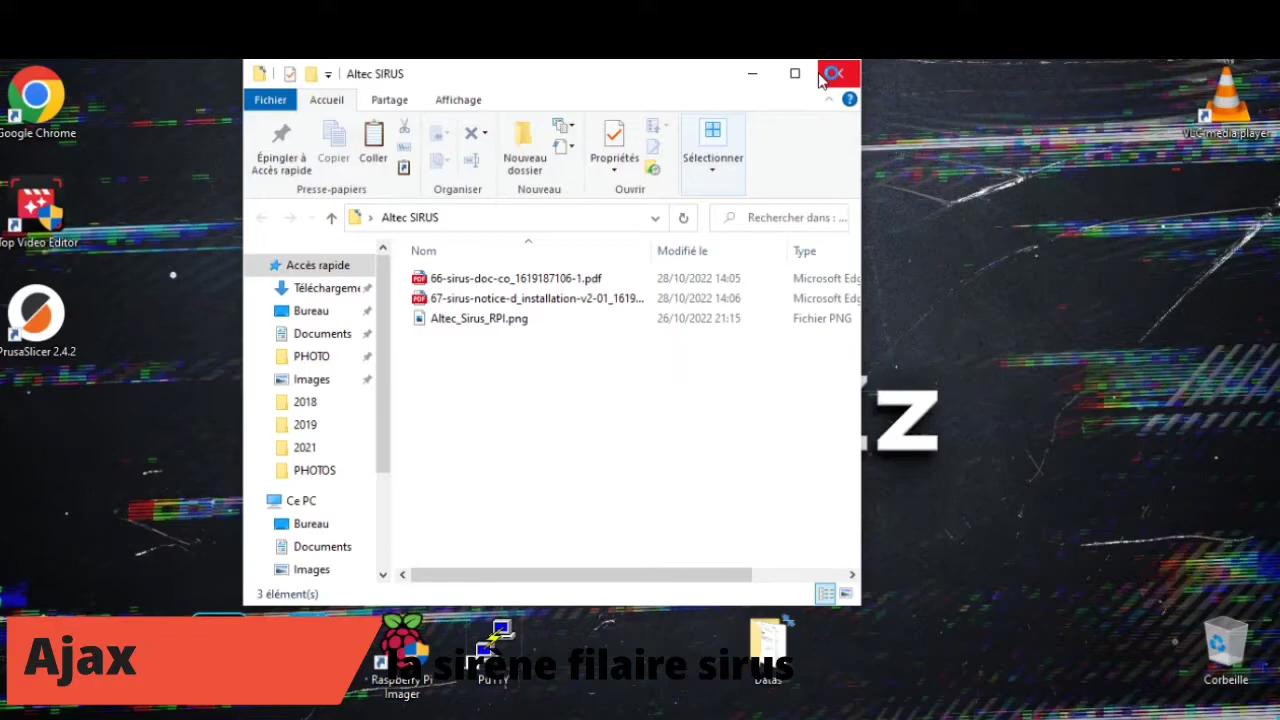 Altec SIRUS
Fichier Accueil Partage Affichage
Épingler à Accès rapide
Copier
Coller
Nouveau dossier
Propriétés
Sélectionner
Presse-papiers Organiser Nouveau Ouvrir
Altec SIRUS
Rechercher dans : ...
Nom Modifié le Type
66-sirus-doc-co_1619187106-1.pdf 28/10/2022 14:05 Microsoft Edg
67-sirus-notice-d_installation-v2-01_1619... 28/10/2022 14:06 Microsoft Edg
Altec_Sirus_RPI.png 26/10/2022 21:15 Fichier PNG
Accès rapide
Téléchargeme
Bureau
Documents
PHOTO
Images
2018
2019
2021
PHOTOS
Ce PC
Bureau
Documents
Images
3 élément(s)
Google Chrome
Top Video Editor
PrusaSlicer 2.4.2
VLC media player
z
Raspberry Pi Imager
PuTTY
Datas
Corbeille
Ajax
la sirène filaire sirus